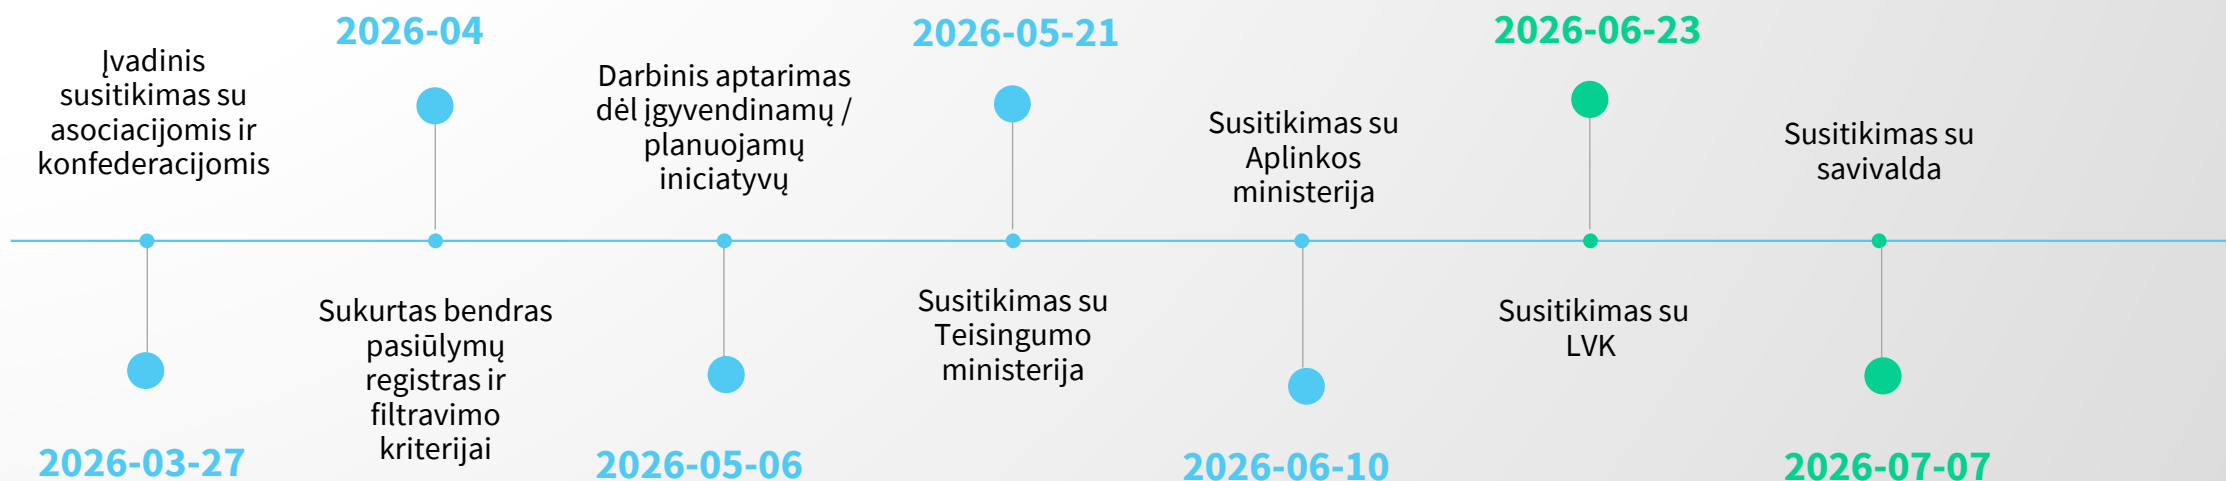 Įvadinis
susitikimas su
asociacijomis ir
konfederacijomis
2026-03-27
2026-04
Sukurtas bendras
pasiūlymų
registras ir
filtravimo
kriterijai
Darbinis aptarimas
dėl įgyvendinamų /
planuojamų
iniciatyvų
2026-05-06
2026-05-21
Susitikimas su
Teisingumo
ministerija
Susitikimas su
Aplinkos
ministerija
2026-06-10
2026-06-23
Susitikimas su
LVK
Susitikimas su
savivalda
2026-07-07